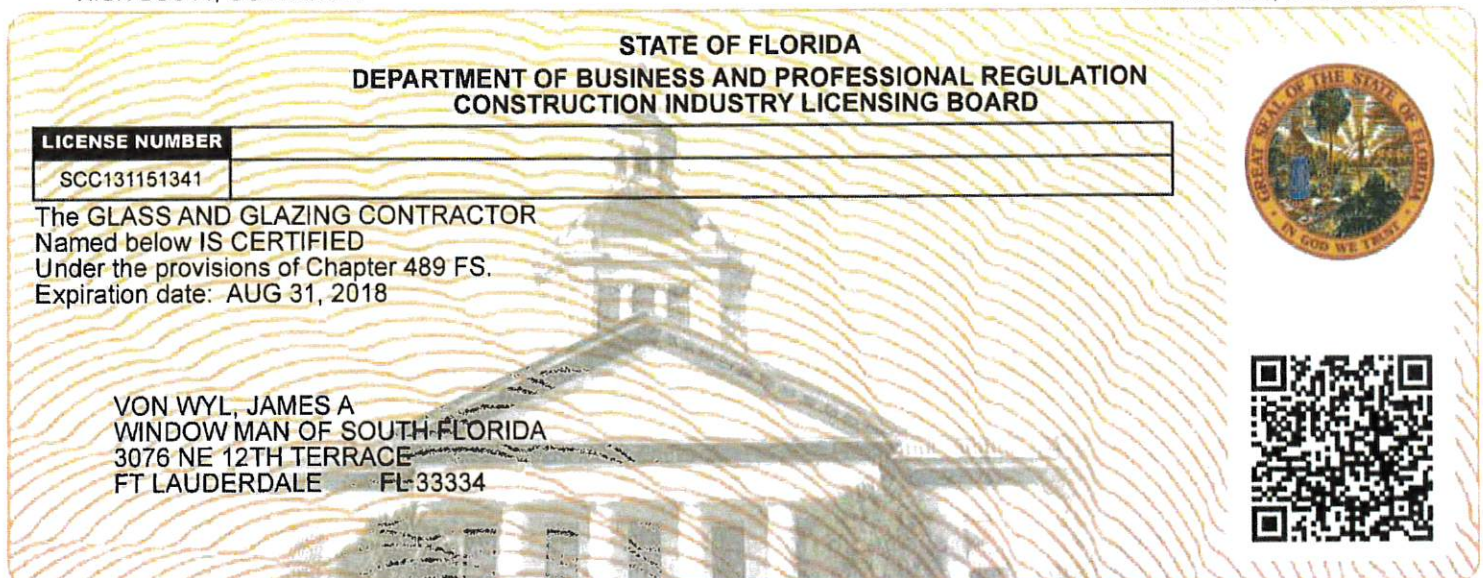 STATE OF FLORIDA
DEPARTMENT OF BUSINESS AND PROFESSIONAL REGULATION
CONSTRUCTION INDUSTRY LICENSING BOARD
LICENSE NUMBER
SCC131151341
The GLASS AND GLAZING CONTRACTOR
Named below IS CERTIFIED
Under the provisions of Chapter 489 FS.
Expiration date: AUG 31, 2018
VON WYL, JAMES A
WINDOW MAN OF SOUTH FLORIDA
3076 NE 12TH TERRACE
FT LAUDERDALE FL 33334
GREAT SEAL OF THE STATE OF FLORIDA
IN GOD WE TRUST